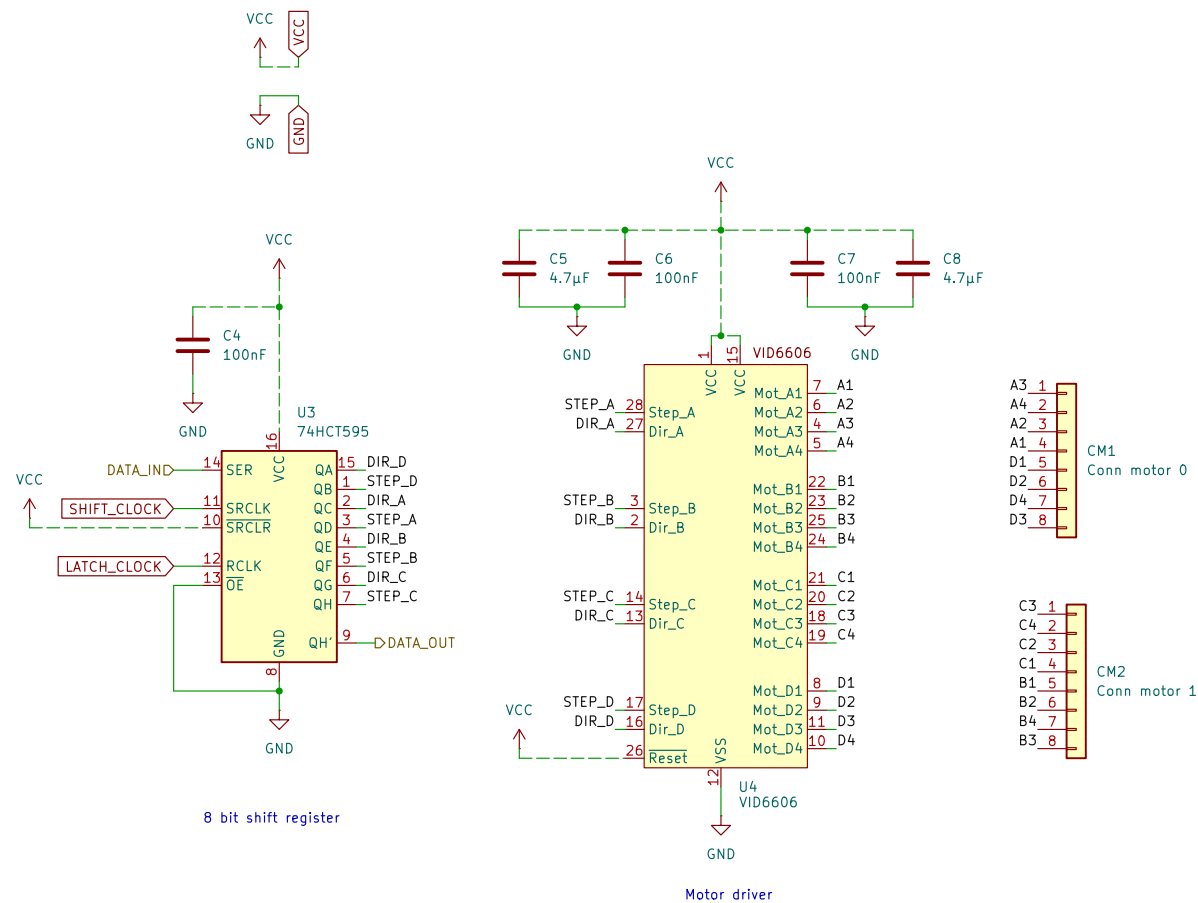 VCC
VCC
GND
GND
VCC
C4
100nF
GND
U3
74HCT595
VCC
DATA_IN
SHIFT_CLOCK
LATCH_CLOCK
14 SER
11 SRCLK
10 SRCLR
12 RCLK
13 OE
16
VCC
GND
8
QA 15 DIR_D
QB 1 STEP_D
QC 2 DIR_A
QD 3 STEP_A
QE 4 DIR_B
QF 5 STEP_B
QG 6 DIR_C
QH 7 STEP_C
QH' 9 DATA_OUT
GND
8 bit shift register
VCC
C5
4.7µF
C6
100nF
C7
100nF
C8
4.7µF
GND
GND
1
15
VID6606
VCC
VCC
STEP_A 28 Step_A
DIR_A 27 Dir_A
STEP_B 3 Step_B
DIR_B 2 Dir_B
STEP_C 14 Step_C
DIR_C 13 Dir_C
STEP_D 17 Step_D
DIR_D 16 Dir_D
VCC
26 Reset
Mot_A1 7 A1
Mot_A2 6 A2
Mot_A3 4 A3
Mot_A4 5 A4
Mot_B1 22 B1
Mot_B2 23 B2
Mot_B3 25 B3
Mot_B4 24 B4
Mot_C1 21 C1
Mot_C2 20 C2
Mot_C3 18 C3
Mot_C4 19 C4
Mot_D1 8 D1
Mot_D2 9 D2
Mot_D3 11 D3
Mot_D4 10 D4
VSS
12
U4
VID6606
GND
Motor driver
A3 1
A4 2
A2 3
A1 4
D1 5
D2 6
D4 7
D3 8
CM1
Conn motor 0
C3 1
C4 2
C2 3
C1 4
B1 5
B2 6
B4 7
B3 8
CM2
Conn motor 1